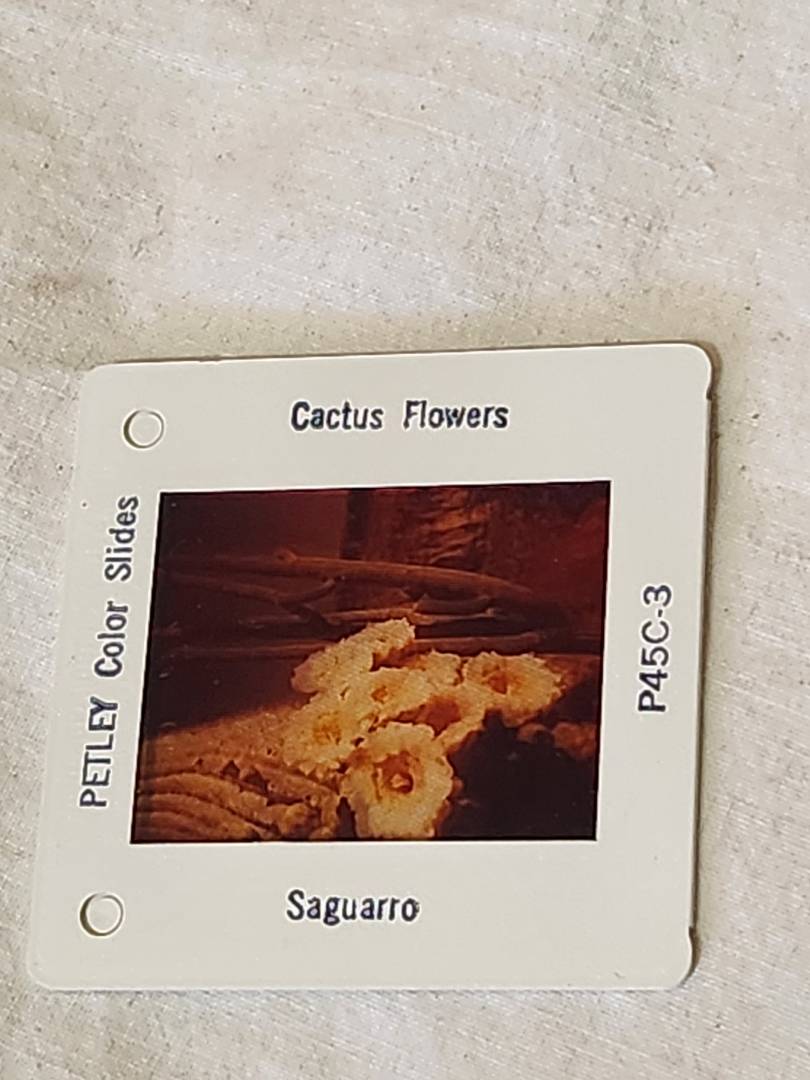 Cactus Flowers
PETLEY Color Slides
P45C-3
Saguarro